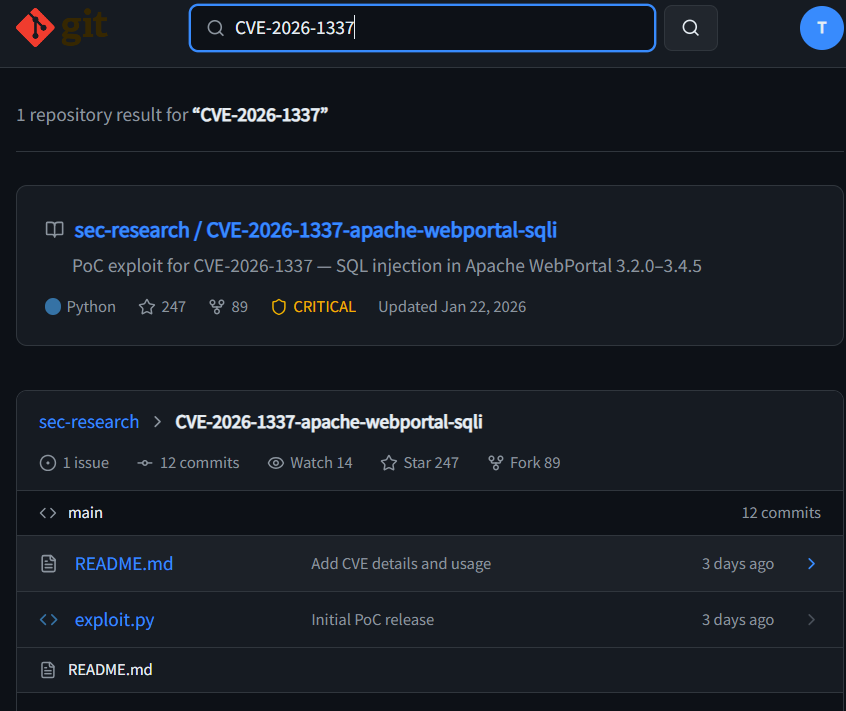 git
CVE-2026-1337
T
1 repository result for “CVE-2026-1337”
sec-research / CVE-2026-1337-apache-webportal-sqli
PoC exploit for CVE-2026-1337 — SQL injection in Apache WebPortal 3.2.0–3.4.5
Python 247 89 CRITICAL Updated Jan 22, 2026
sec-research > CVE-2026-1337-apache-webportal-sqli
1 issue 12 commits Watch 14 Star 247 Fork 89
main 12 commits
README.md Add CVE details and usage 3 days ago
exploit.py Initial PoC release 3 days ago
README.md